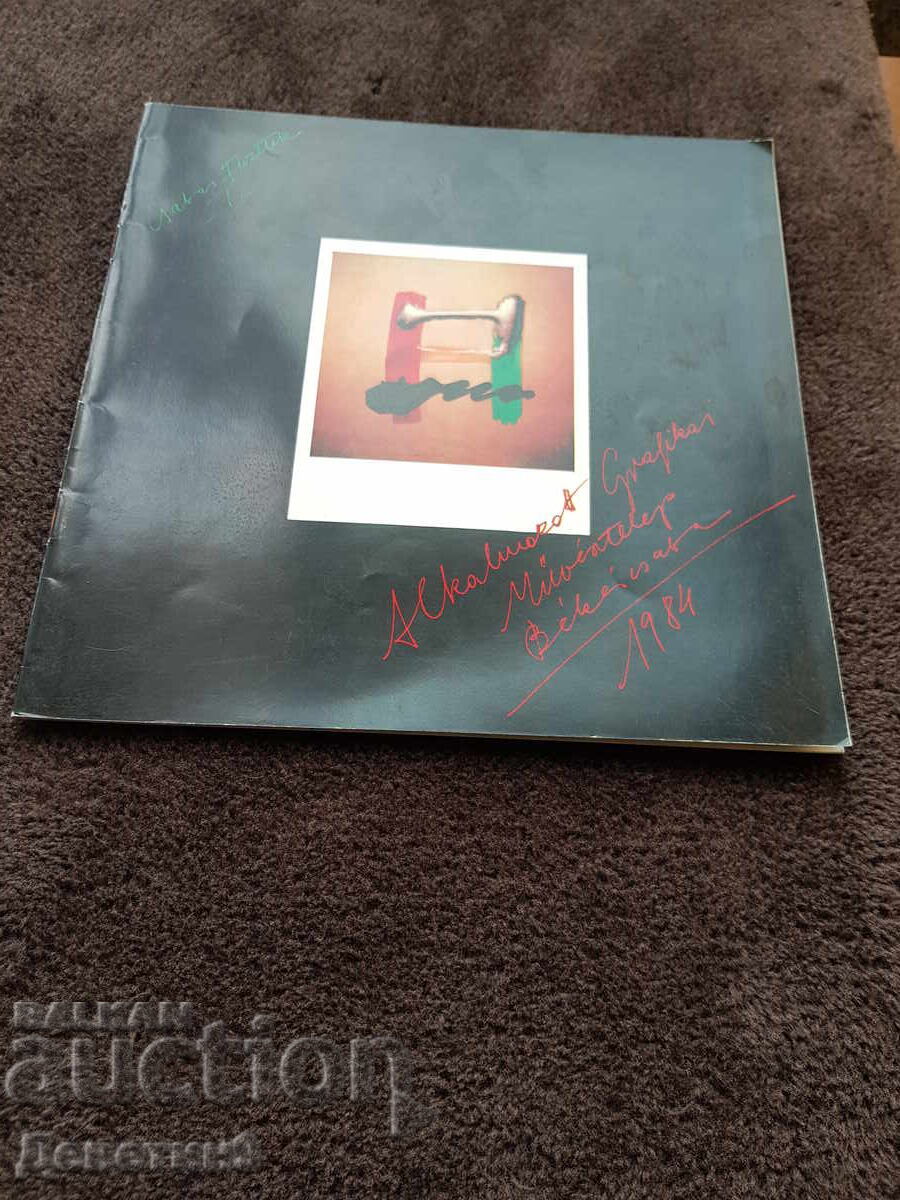 Alkalmazott Grafikai
Művésztelep
Békéscsaba
1984
BALKAN
auction